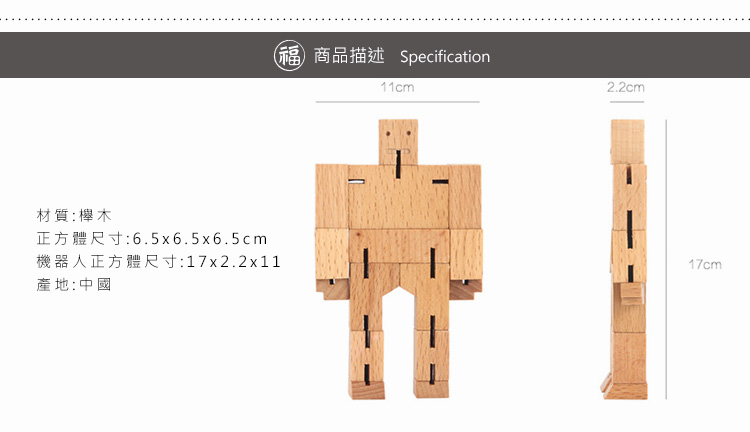 福 商品描述 Specification
11cm
2.2cm
材質:櫸木
正方體尺寸:6.5x6.5x6.5cm
機器人正方體尺寸:17x2.2x11
產地:中國
17cm